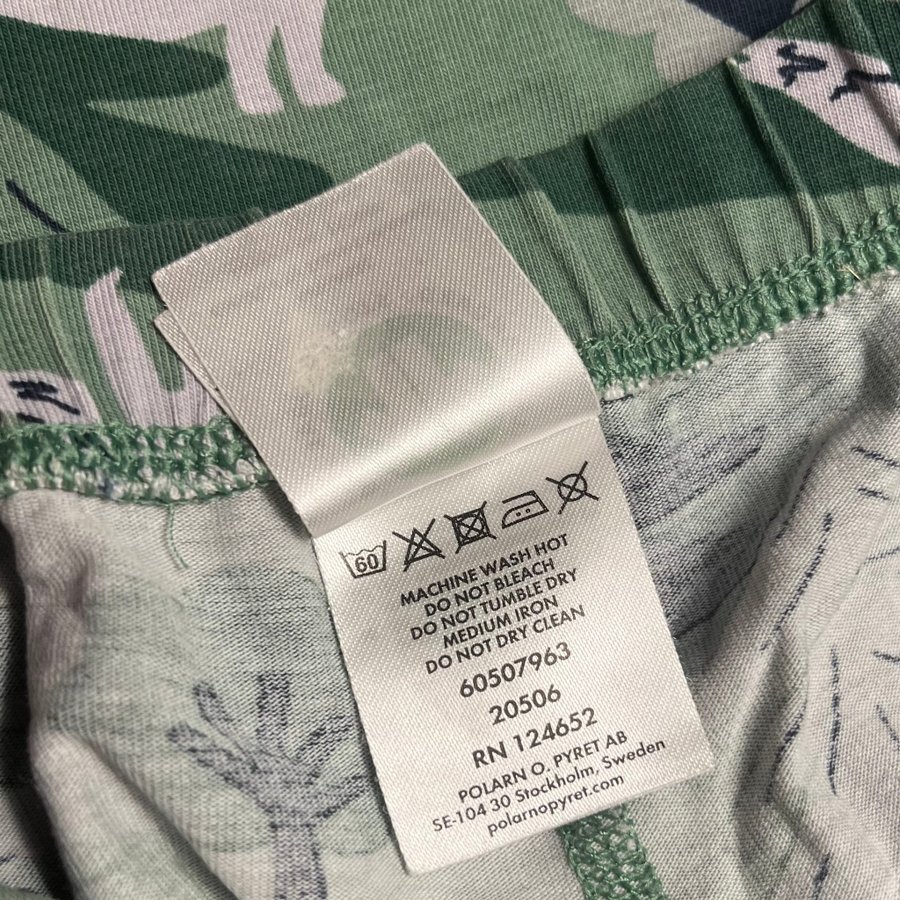 60
MACHINE WASH HOT
DO NOT BLEACH
DO NOT TUMBLE DRY
MEDIUM IRON
DO NOT DRY CLEAN
60507963
20506
RN 124652
POLARN O. PYRET AB
SE-104 30 Stockholm, Sweden
polarnopyret.com